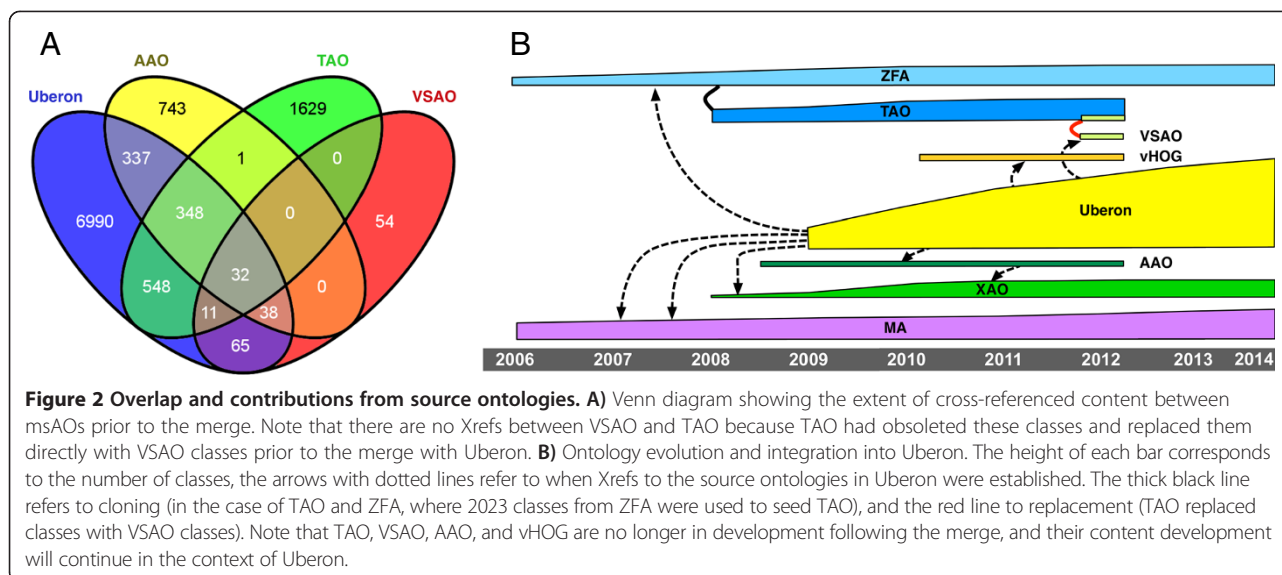 A
B
AAO
TAO
Uberon
VSAO
743
1629
337
1
0
6990
348
0
54
548
32
0
11
38
65
ZFA
TAO
VSAO
vHOG
Uberon
AAO
XAO
MA
2006 2007 2008 2009 2010 2011 2012 2013 2014
Figure 2 Overlap and contributions from source ontologies. A) Venn diagram showing the extent of cross-referenced content between
msAOs prior to the merge. Note that there are no Xrefs between VSAO and TAO because TAO had obsoleted these classes and replaced them
directly with VSAO classes prior to the merge with Uberon. B) Ontology evolution and integration into Uberon. The height of each bar corresponds
to the number of classes, the arrows with dotted lines refer to when Xrefs to the source ontologies in Uberon were established. The thick black line
refers to cloning (in the case of TAO and ZFA, where 2023 classes from ZFA were used to seed TAO), and the red line to replacement (TAO replaced
classes with VSAO classes). Note that TAO, VSAO, AAO, and vHOG are no longer in development following the merge, and their content development
will continue in the context of Uberon.